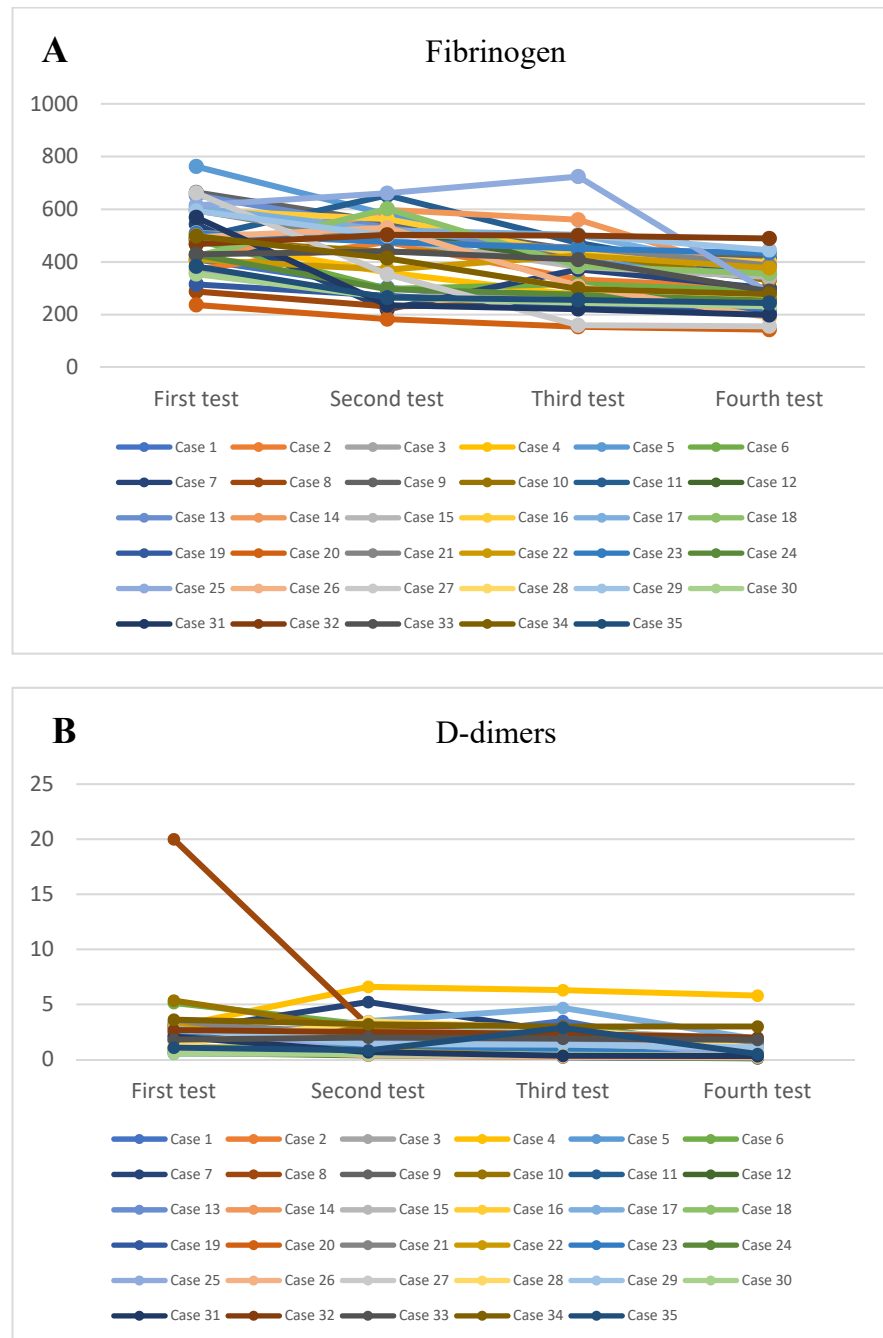 A Fibrinogen
1000
800
600
400
200
0
First test Second test Third test Fourth test
Case 1 Case 2 Case 3 Case 4 Case 5 Case 6
Case 7 Case 8 Case 9 Case 10 Case 11 Case 12
Case 13 Case 14 Case 15 Case 16 Case 17 Case 18
Case 19 Case 20 Case 21 Case 22 Case 23 Case 24
Case 25 Case 26 Case 27 Case 28 Case 29 Case 30
Case 31 Case 32 Case 33 Case 34 Case 35
B D-dimers
25
20
15
10
5
0
First test Second test Third test Fourth test
Case 1 Case 2 Case 3 Case 4 Case 5 Case 6
Case 7 Case 8 Case 9 Case 10 Case 11 Case 12
Case 13 Case 14 Case 15 Case 16 Case 17 Case 18
Case 19 Case 20 Case 21 Case 22 Case 23 Case 24
Case 25 Case 26 Case 27 Case 28 Case 29 Case 30
Case 31 Case 32 Case 33 Case 34 Case 35